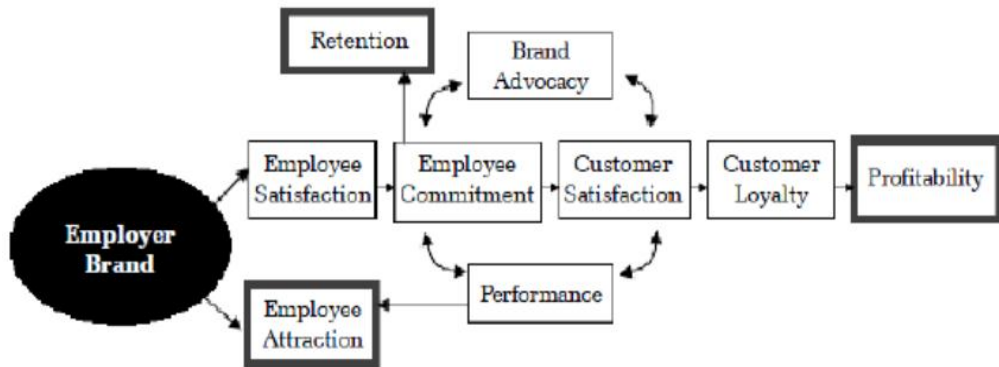 Retention
Brand
Advocacy
Employee
Satisfaction
Employee
Commitment
Customer
Satisfaction
Customer
Loyalty
Profitability
Employer
Brand
Employee
Attraction
Performance